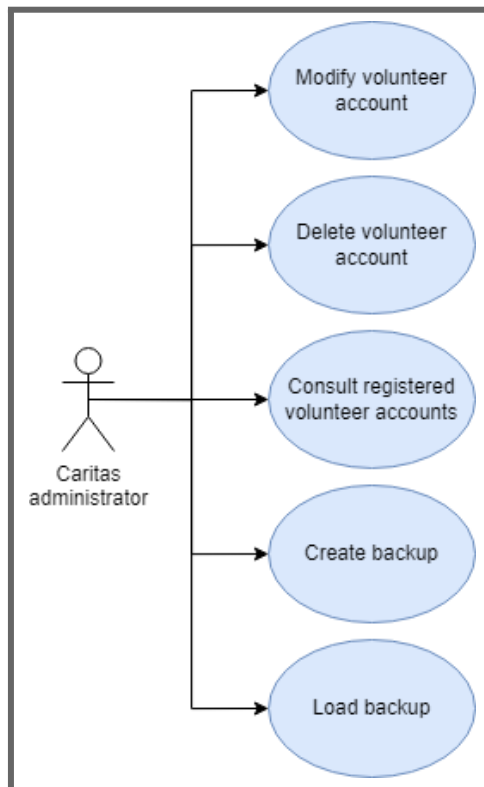 Modify volunteer
account
Delete volunteer
account
Consult registered
volunteer accounts
Caritas
administrator
Create backup
Load backup